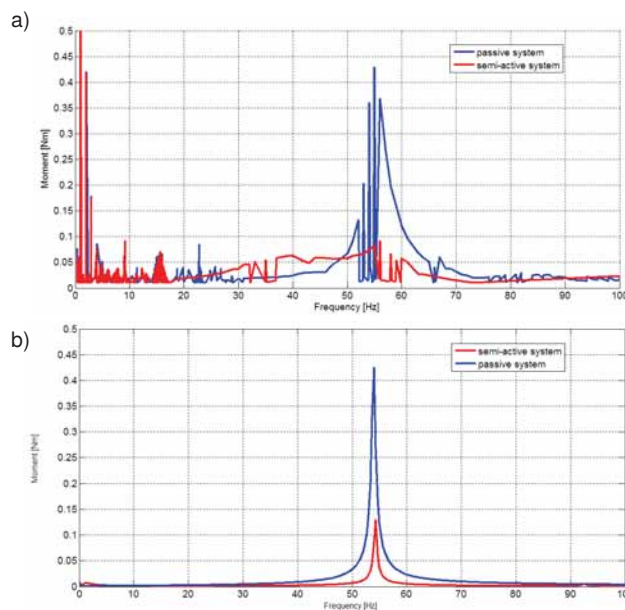 a)
0.5
0.45
0.4
0.35
0.3
0.25
0.2
0.15
0.1
0.05
0
Moment [Nm]
passive system
semi-active system
0 10 20 30 40 50 60 70 80 90 100
Frequency [Hz]
b)
0.5
0.45
0.4
0.35
0.3
0.25
0.2
0.15
0.1
0.05
0
Moment [Nm]
semi-active system
passive system
0 10 20 30 40 50 60 70 80 90 100
Frequency [Hz]